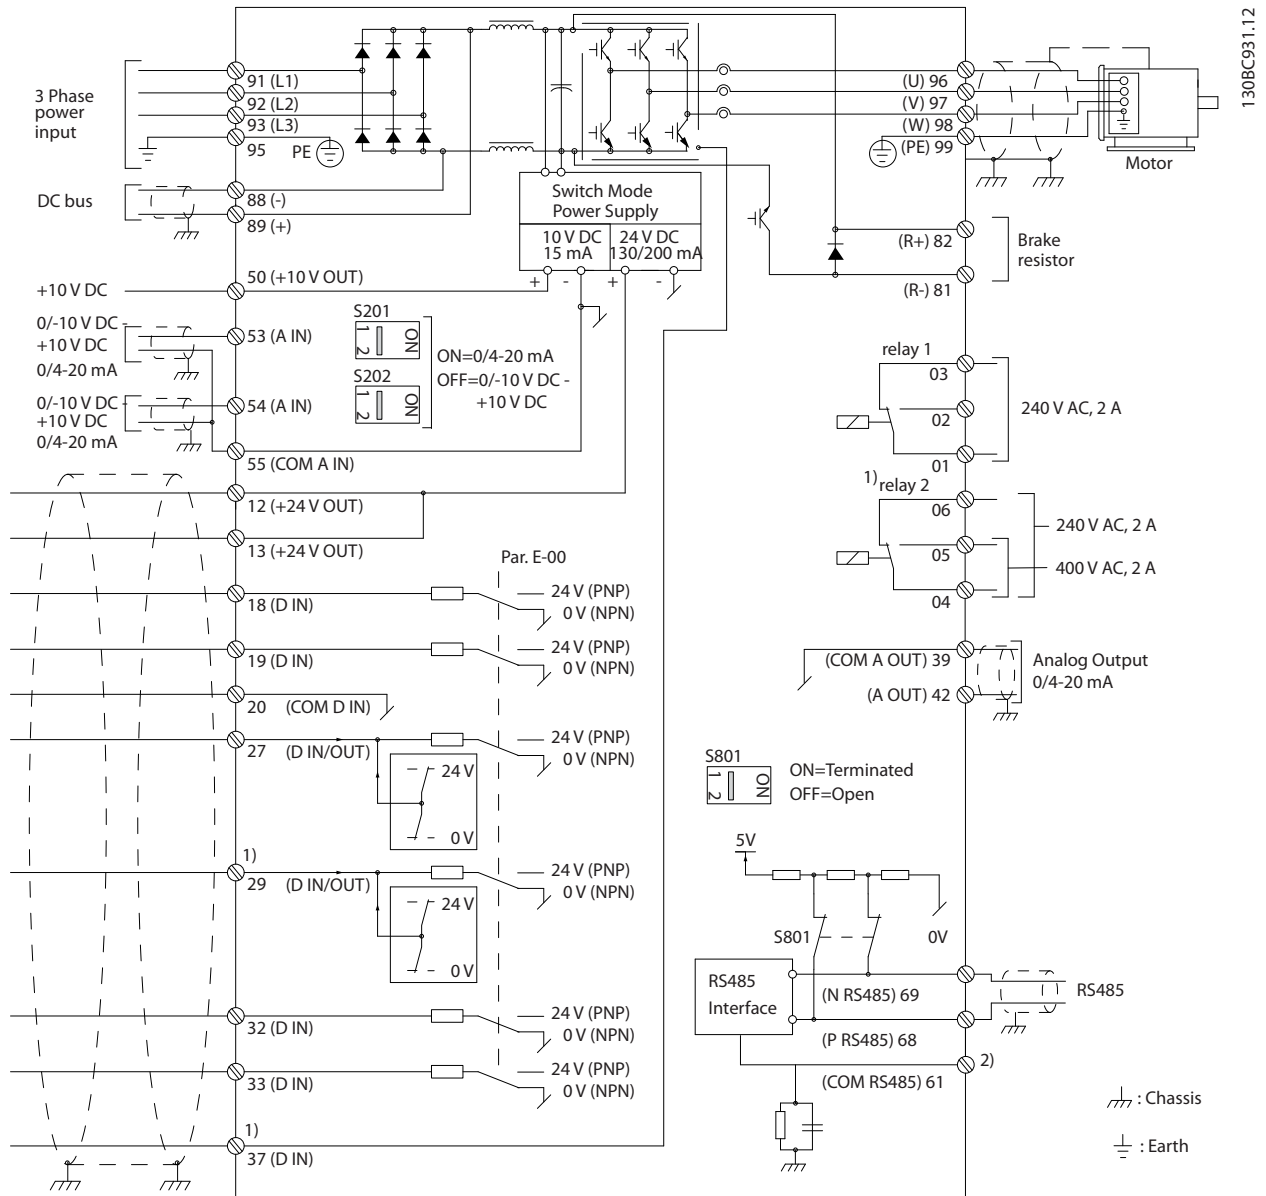 130BC931.12
3 Phase
power
input
91 (L1)
92 (L2)
93 (L3)
95
PE
DC bus
88 (-)
89 (+)
Switch Mode
Power Supply
10 V DC
15 mA
24 V DC
130/200 mA
+ - + -
(U) 96
(V) 97
(W) 98
(PE) 99
Motor
(R+) 82
(R-) 81
Brake
resistor
+10 V DC
50 (+10 V OUT)
0/-10 V DC -
+10 V DC
0/4-20 mA
53 (A IN)
0/-10 V DC -
+10 V DC
0/4-20 mA
54 (A IN)
55 (COM A IN)
S201
1 2 ON
S202
1 2 ON
ON=0/4-20 mA
OFF=0/-10 V DC -
+10 V DC
relay 1
03
02
01
240 V AC, 2 A
1)
relay 2
06
05
04
240 V AC, 2 A
400 V AC, 2 A
12 (+24 V OUT)
13 (+24 V OUT)
Par. E-00
18 (D IN)
24 V (PNP)
0 V (NPN)
19 (D IN)
24 V (PNP)
0 V (NPN)
20 (COM D IN)
27 (D IN/OUT)
24 V (PNP)
0 V (NPN)
24 V
0 V
1)
29 (D IN/OUT)
24 V (PNP)
0 V (NPN)
24 V
0 V
32 (D IN)
24 V (PNP)
0 V (NPN)
33 (D IN)
24 V (PNP)
0 V (NPN)
1)
37 (D IN)
(COM A OUT) 39
(A OUT) 42
Analog Output
0/4-20 mA
S801
1 2 ON
ON=Terminated
OFF=Open
5V
S801
0V
RS485
Interface
(N RS485) 69
(P RS485) 68
(COM RS485) 61
2)
RS485
: Chassis
: Earth